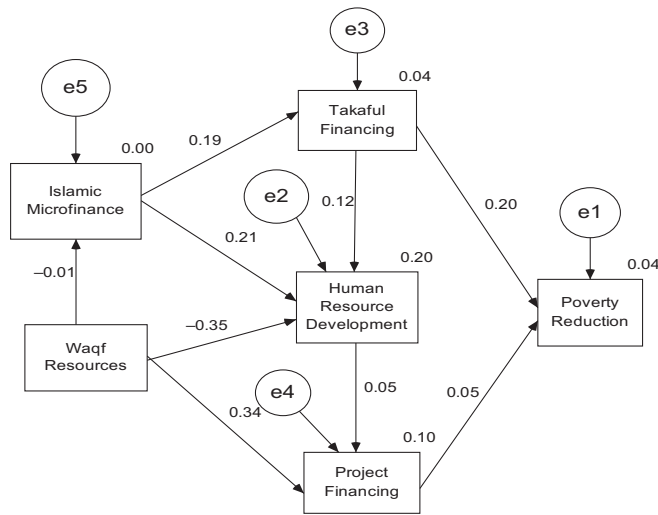 e3
0.04
e5
Takaful
Financing
0.00
0.19
Islamic
Microfinance
e2
0.12
0.20
e1
0.21
0.20
0.04
–0.01
Human
Resource
Development
Poverty
Reduction
–0.35
Waqf
Resources
0.05
0.05
e4
0.34
0.10
Project
Financing